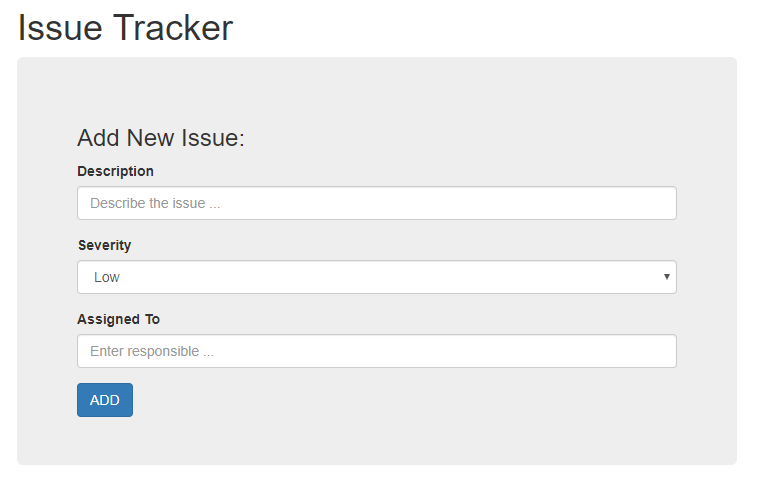 Issue Tracker
Add New Issue:
Description
Describe the issue ...
Severity
Low
Assigned To
Enter responsible ...
ADD